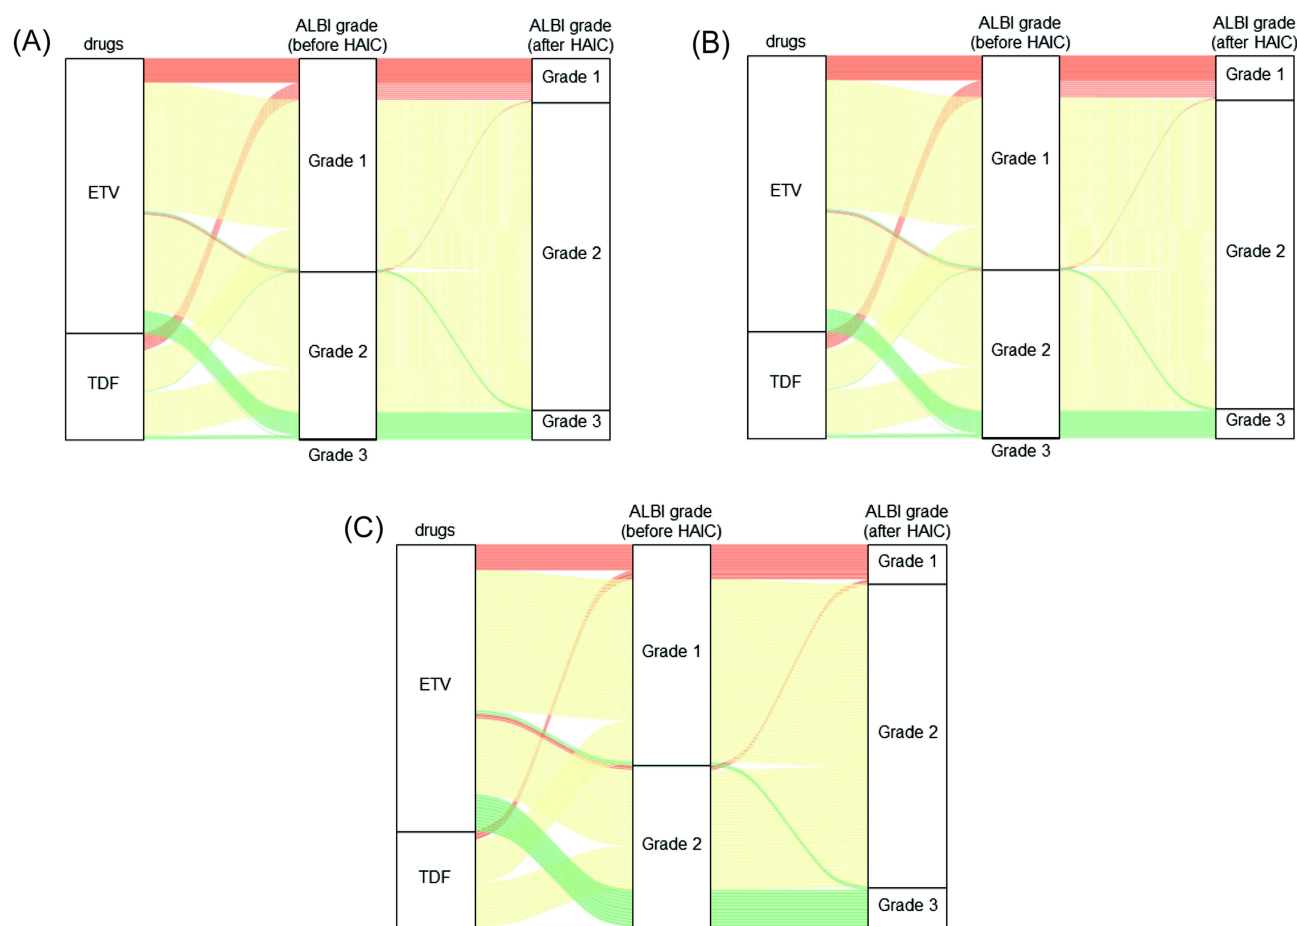 (A)
drugs
ALBI grade
(before HAIC)
ALBI grade
(after HAIC)
ETV
TDF
Grade 1
Grade 2
Grade 3
Grade 1
Grade 2
Grade 3
(B)
drugs
ALBI grade
(before HAIC)
ALBI grade
(after HAIC)
ETV
TDF
Grade 1
Grade 2
Grade 3
Grade 1
Grade 2
Grade 3
(C)
drugs
ALBI grade
(before HAIC)
ALBI grade
(after HAIC)
ETV
TDF
Grade 1
Grade 2
Grade 1
Grade 2
Grade 3